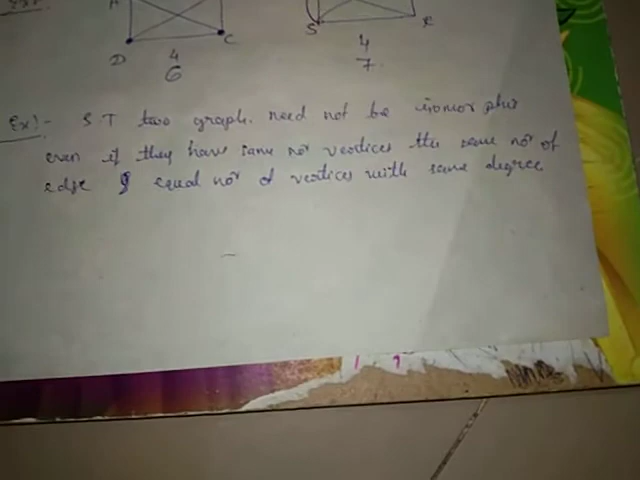 A
D
C
4
6
S
R
4
7
Ex):- S.T two graph. need not be isomorphic
even if they have same no of vertices the same no of
edge & equal no of vertices with same degree